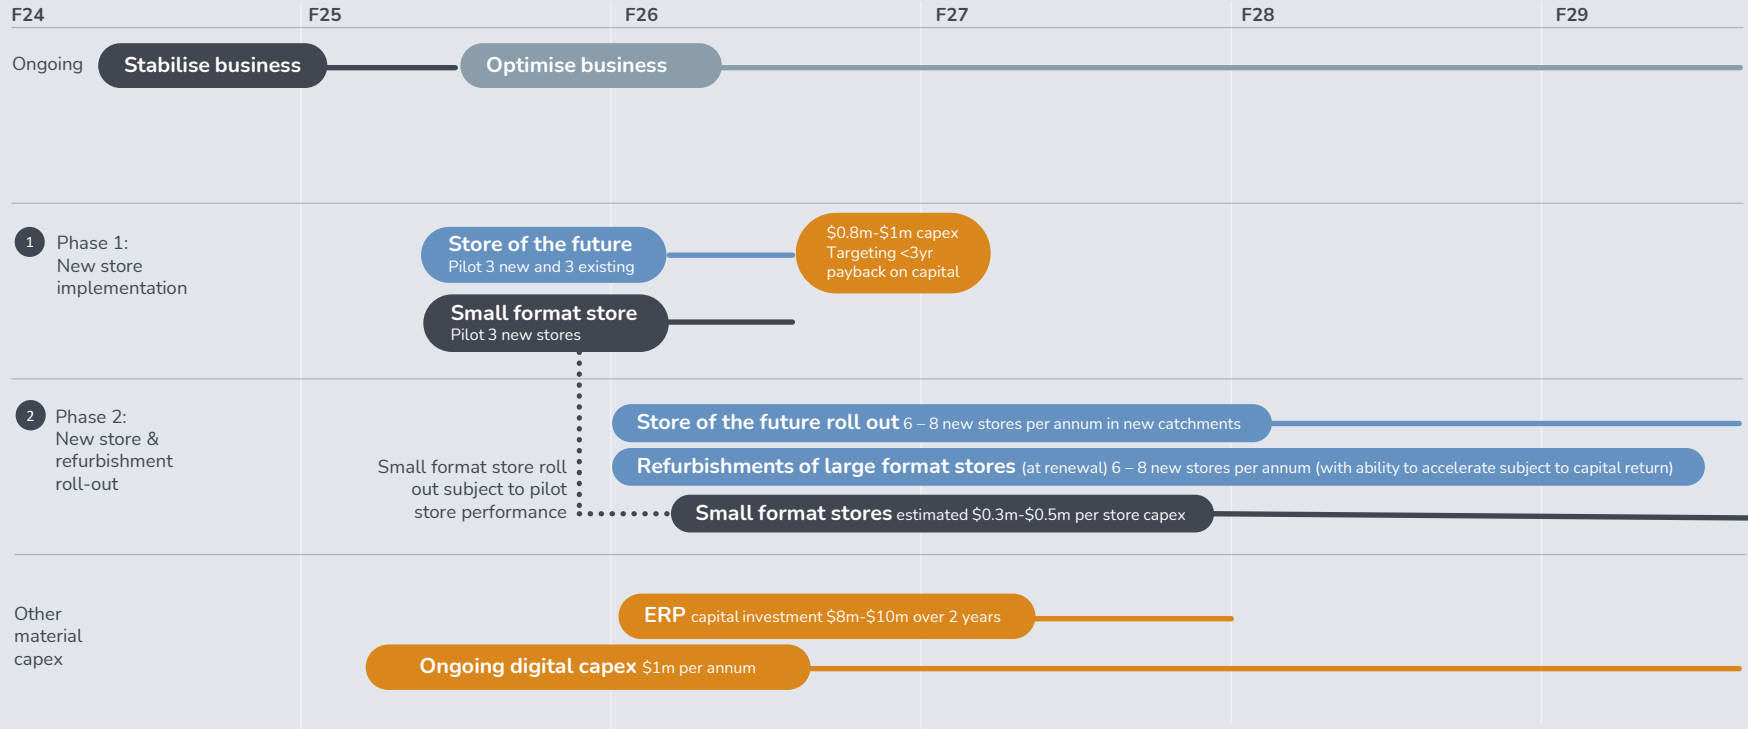 F24 F25 F26 F27 F28 F29
Ongoing
Stabilise business
Optimise business
1
Phase 1:
New store
implementation
Store of the future
Pilot 3 new and 3 existing
$0.8m-$1m capex
Targeting <3yr
payback on capital
Small format store
Pilot 3 new stores
2
Phase 2:
New store &
refurbishment
roll-out
Store of the future roll out 6 – 8 new stores per annum in new catchments
Refurbishments of large format stores (at renewal) 6 – 8 new stores per annum (with ability to accelerate subject to capital return)
Small format store roll
out subject to pilot
store performance
Small format stores estimated $0.3m-$0.5m per store capex
Other
material
capex
ERP capital investment $8m-$10m over 2 years
Ongoing digital capex $1m per annum